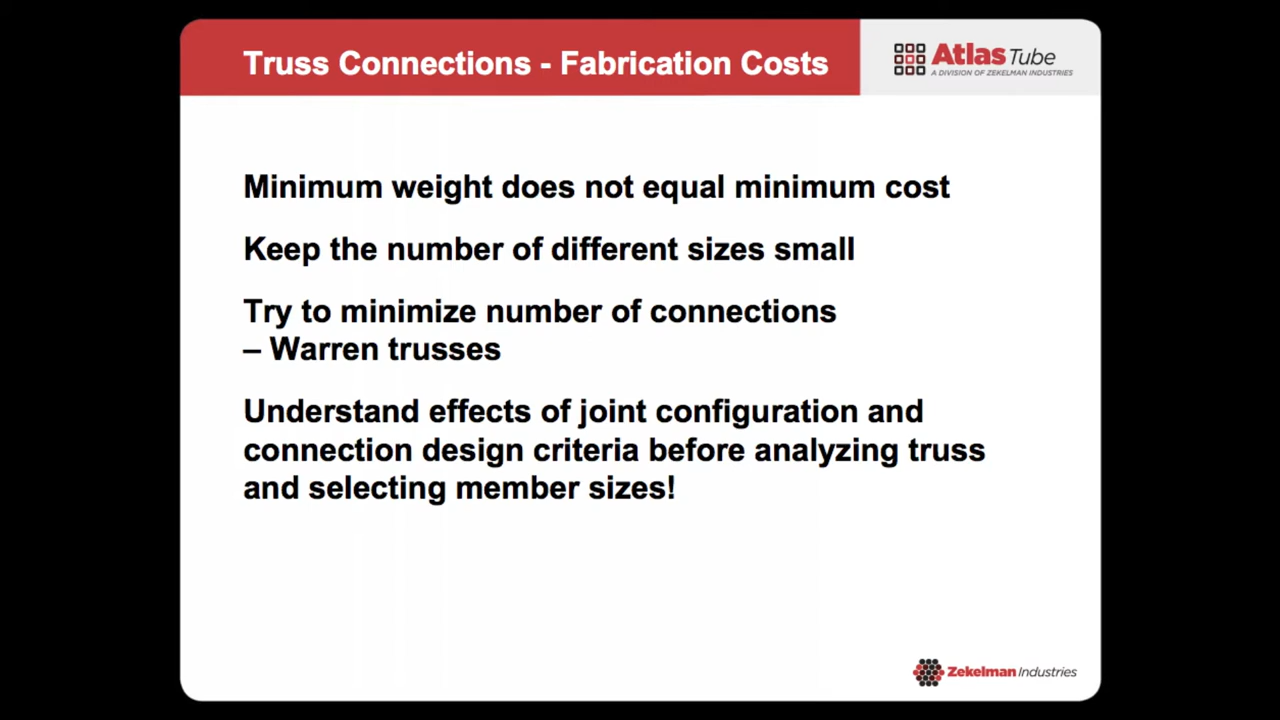 Truss Connections - Fabrication Costs
Atlas Tube
A DIVISION OF ZEKELMAN INDUSTRIES
Minimum weight does not equal minimum cost
Keep the number of different sizes small
Try to minimize number of connections
– Warren trusses
Understand effects of joint configuration and
connection design criteria before analyzing truss
and selecting member sizes!
Zekelman Industries